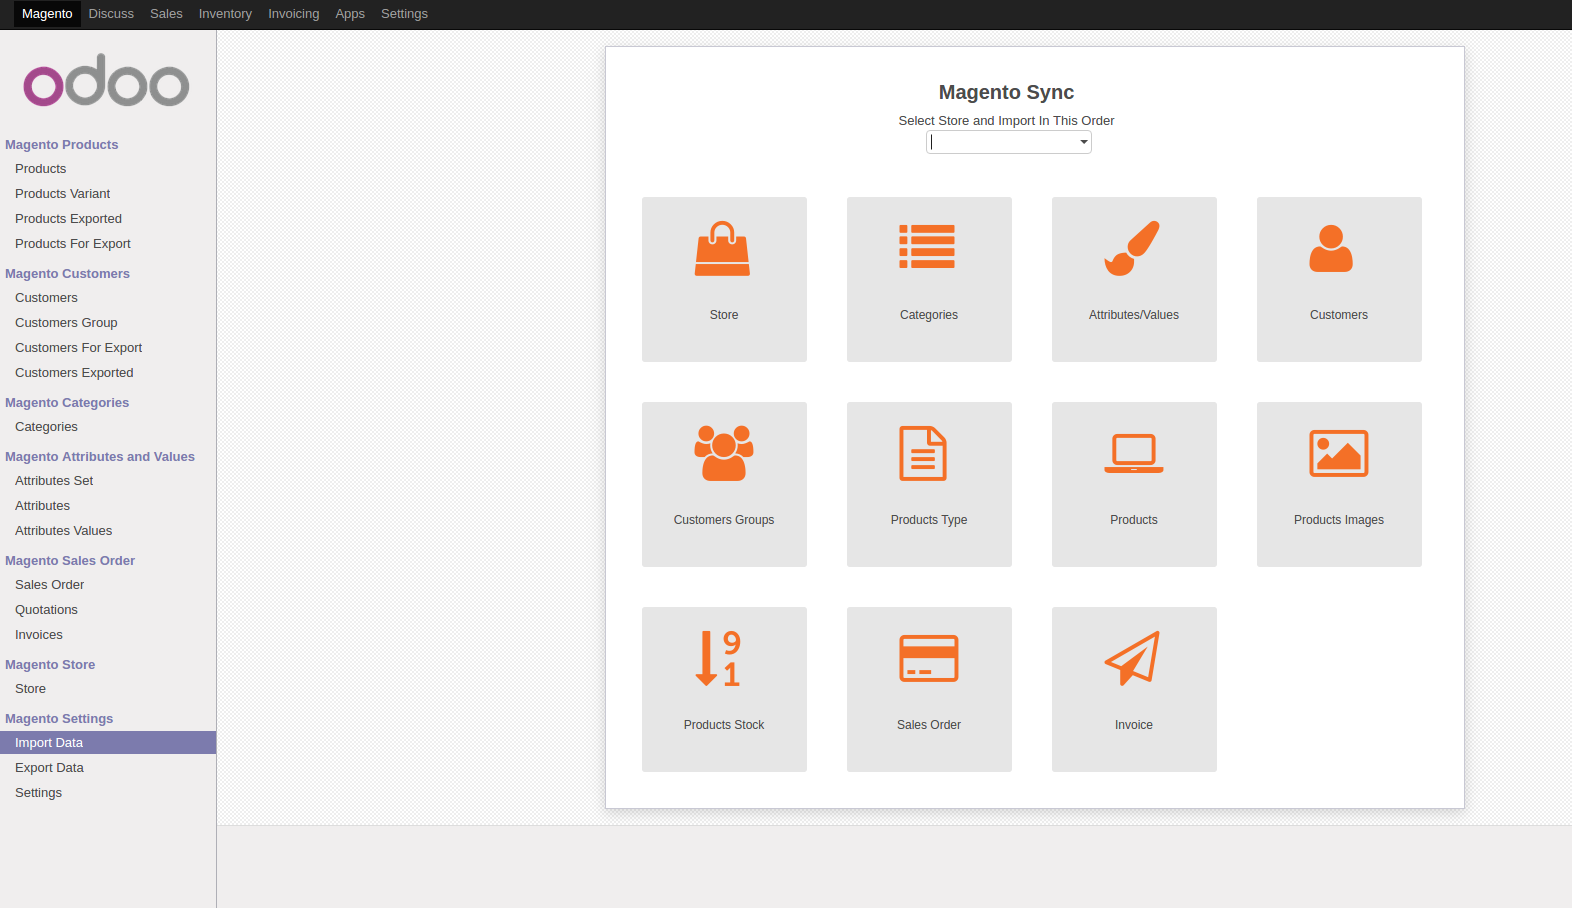 Magento Discuss Sales Inventory Invoicing Apps Settings
odoo
Magento Products
Products
Products Variant
Products Exported
Products For Export
Magento Customers
Customers
Customers Group
Customers For Export
Customers Exported
Magento Categories
Categories
Magento Attributes and Values
Attributes Set
Attributes
Attributes Values
Magento Sales Order
Sales Order
Quotations
Invoices
Magento Store
Store
Magento Settings
Import Data
Export Data
Settings
Magento Sync
Select Store and Import In This Order
Store Categories Attributes/Values Customers
Customers Groups Products Type Products Products Images
9
1
Products Stock Sales Order Invoice